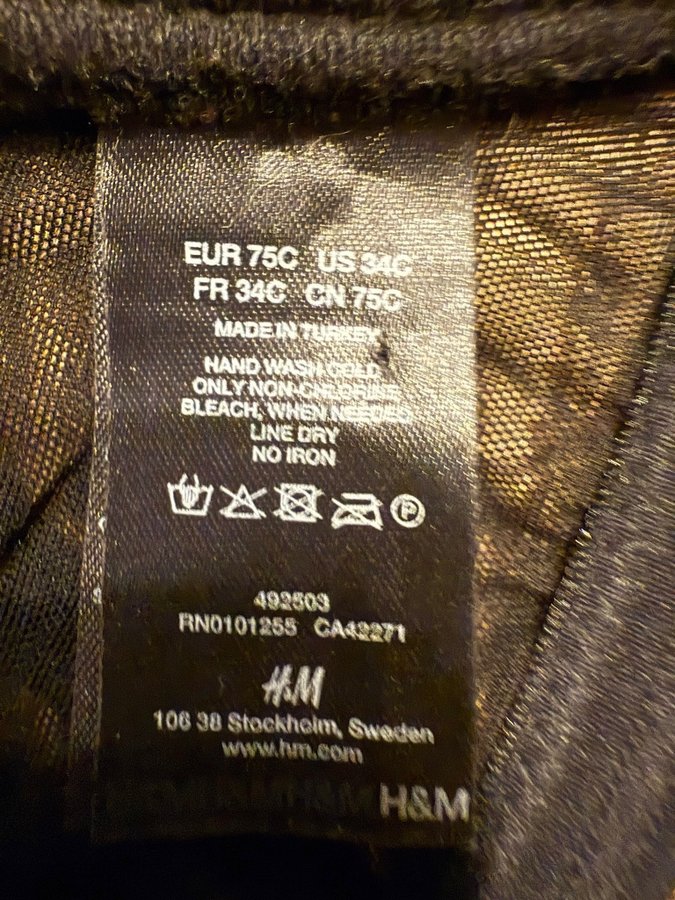 EUR 75C US 34C
FR 34C CN 75C
MADE IN TURKEY
HAND WASH COLD
ONLY NON-CHLORINE
BLEACH, WHEN NEEDED
LINE DRY
NO IRON
P
492503
RN0101255 CA42271
H&M
106 38 Stockholm, Sweden
www.hm.com
H&M